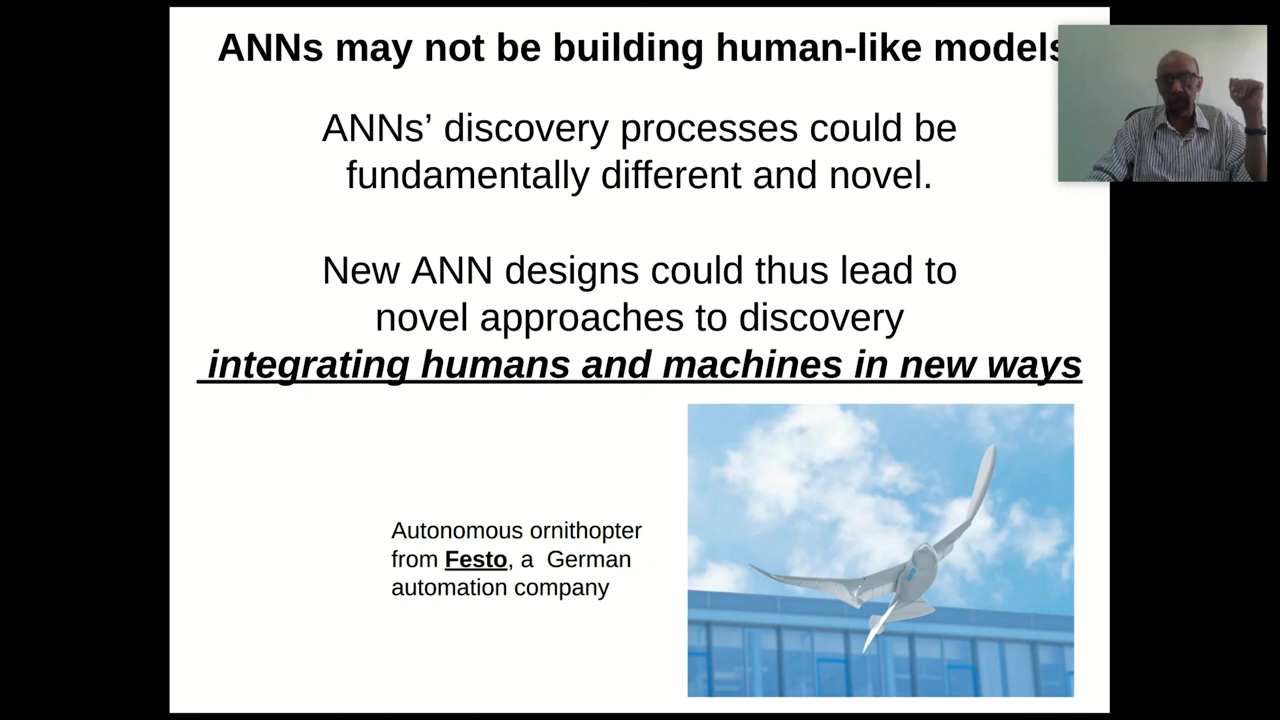 ANNs may not be building human-like models
ANNs’ discovery processes could be
fundamentally different and novel.
New ANN designs could thus lead to
novel approaches to discovery
integrating humans and machines in new ways
Autonomous ornithopter
from Festo, a  German
automation company